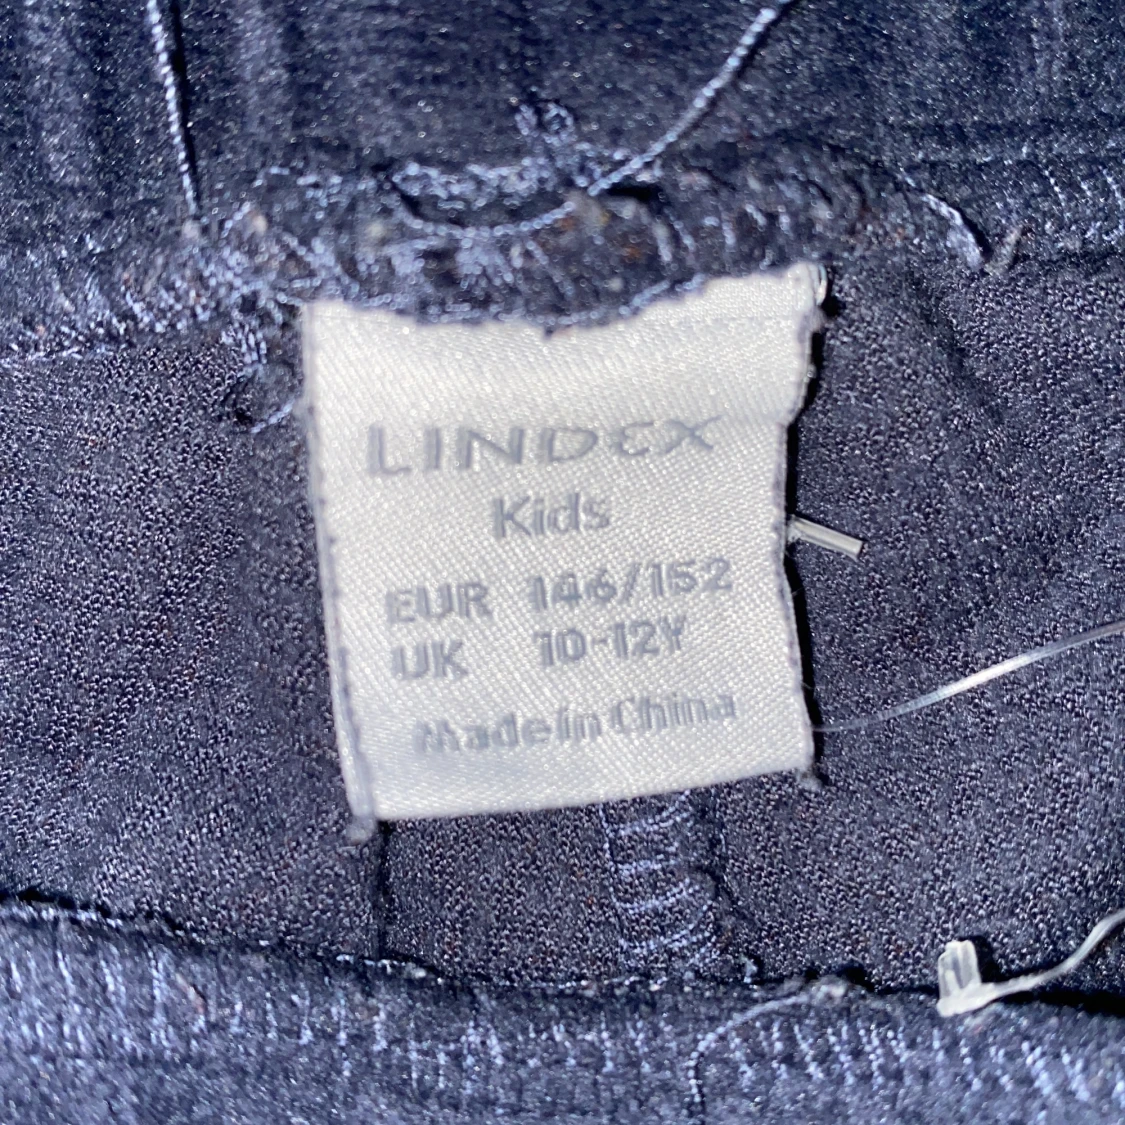 LINDEX
Kids
EUR 146/152
UK 10-12Y
Made in China